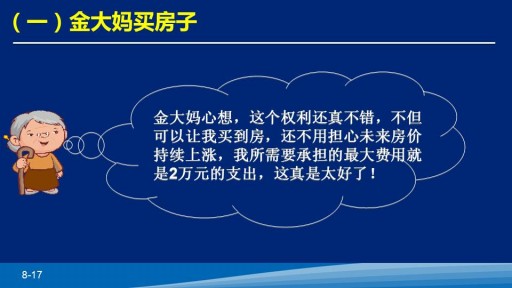 （一）金大妈买房子
金大妈心想，这个权利还真不错，不但
可以让我买到房，还不用担心未来房价
持续上涨，我所需要承担的最大费用就
是2万元的支出，这真是太好了！
8-17